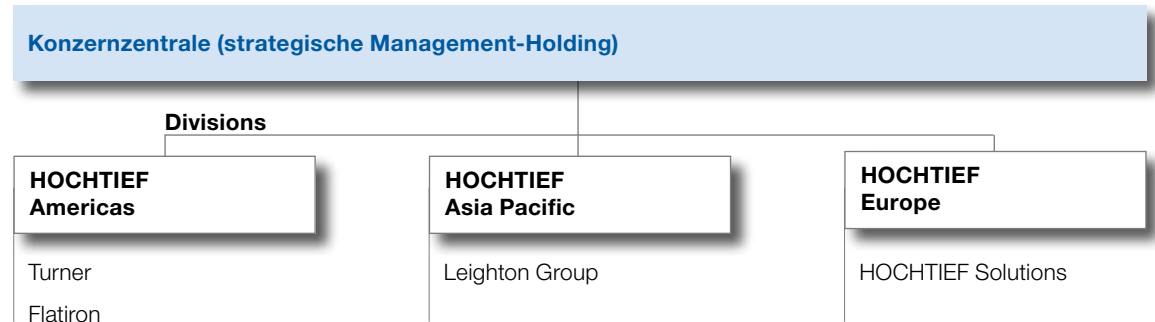 Konzernzentrale (strategische Management-Holding)
Divisions
HOCHTIEF
Americas
HOCHTIEF
Asia Pacific
HOCHTIEF
Europe
Turner
Leighton Group
HOCHTIEF Solutions
Flatiron